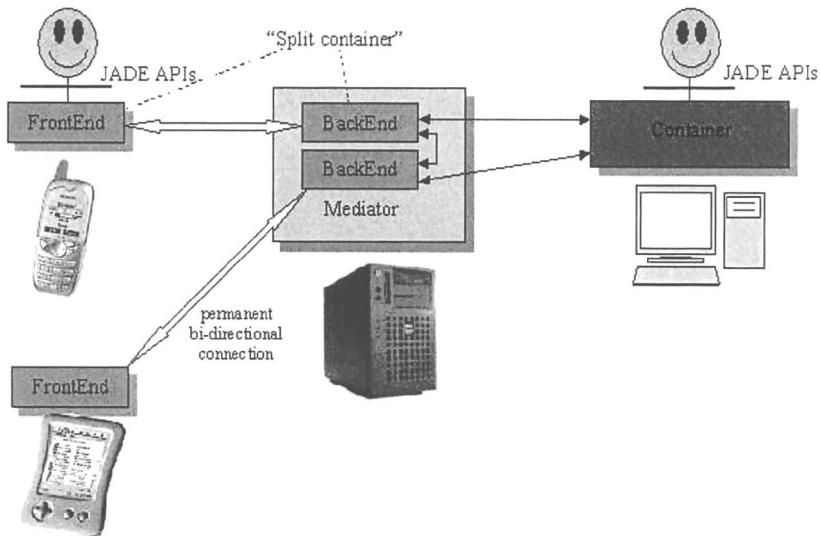 “Split container”
JADE APIs
JADE APIs
FrontEnd
BackEnd
Container
BackEnd
Mediator
permanent
bi-directional
connection
FrontEnd